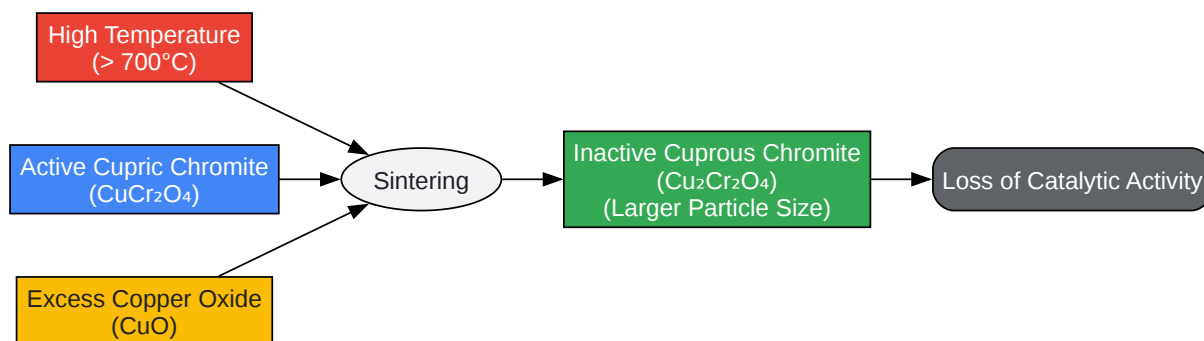 High Temperature
(> 700°C)
Active Cupric Chromite
(CuCr₂O₄)
Excess Copper Oxide
(CuO)
Sintering
Inactive Cuprous Chromite
(Cu₂Cr₂O₄)
(Larger Particle Size)
Loss of Catalytic Activity